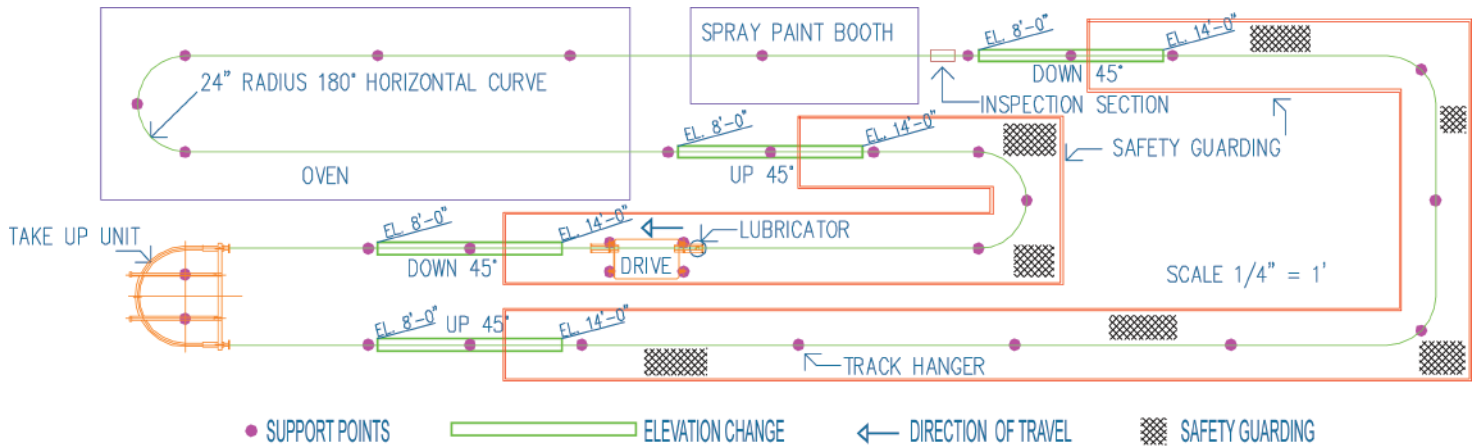 SPRAY PAINT BOOTH
EL. 8'-0"
EL. 14'-0"
DOWN 45°
24" RADIUS 180° HORIZONTAL CURVE
INSPECTION SECTION
EL. 8'-0"
EL. 14'-0"
SAFETY GUARDING
UP 45°
OVEN
TAKE UP UNIT
EL. 8'-0"
EL. 14'-0"
LUBRICATOR
DOWN 45°
DRIVE
SCALE 1/4" = 1'
EL. 8'-0"
UP 45°
EL. 14'-0"
TRACK HANGER
SUPPORT POINTS
ELEVATION CHANGE
DIRECTION OF TRAVEL
SAFETY GUARDING